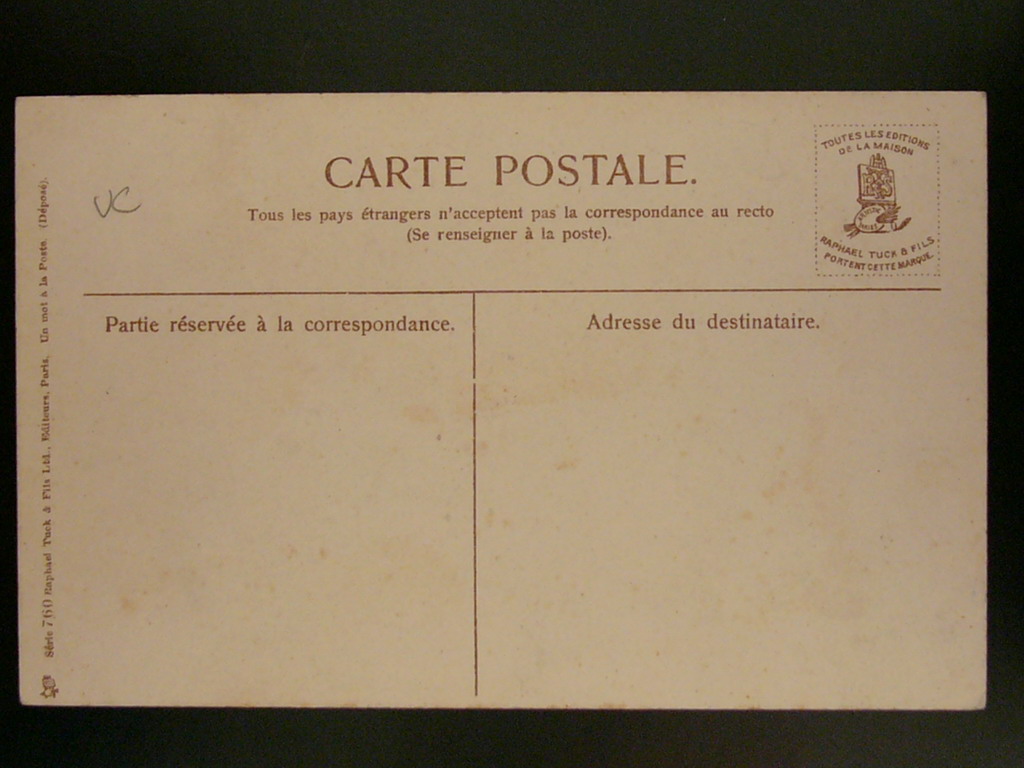 CARTE POSTALE.
Tous les pays étrangers n'acceptent pas la correspondance au recto
(Se renseigner à la poste).
TOUTES LES EDITIONS
DE LA MAISON
RAPHAEL TUCK & FILS
PORTENT CETTE MARQUE.
VC
Partie réservée à la correspondance.
Adresse du destinataire.
Série 760 Raphael Tuck & Fils Ltd., Editeurs, Paris. Un mot à la Poste. (Déposé).